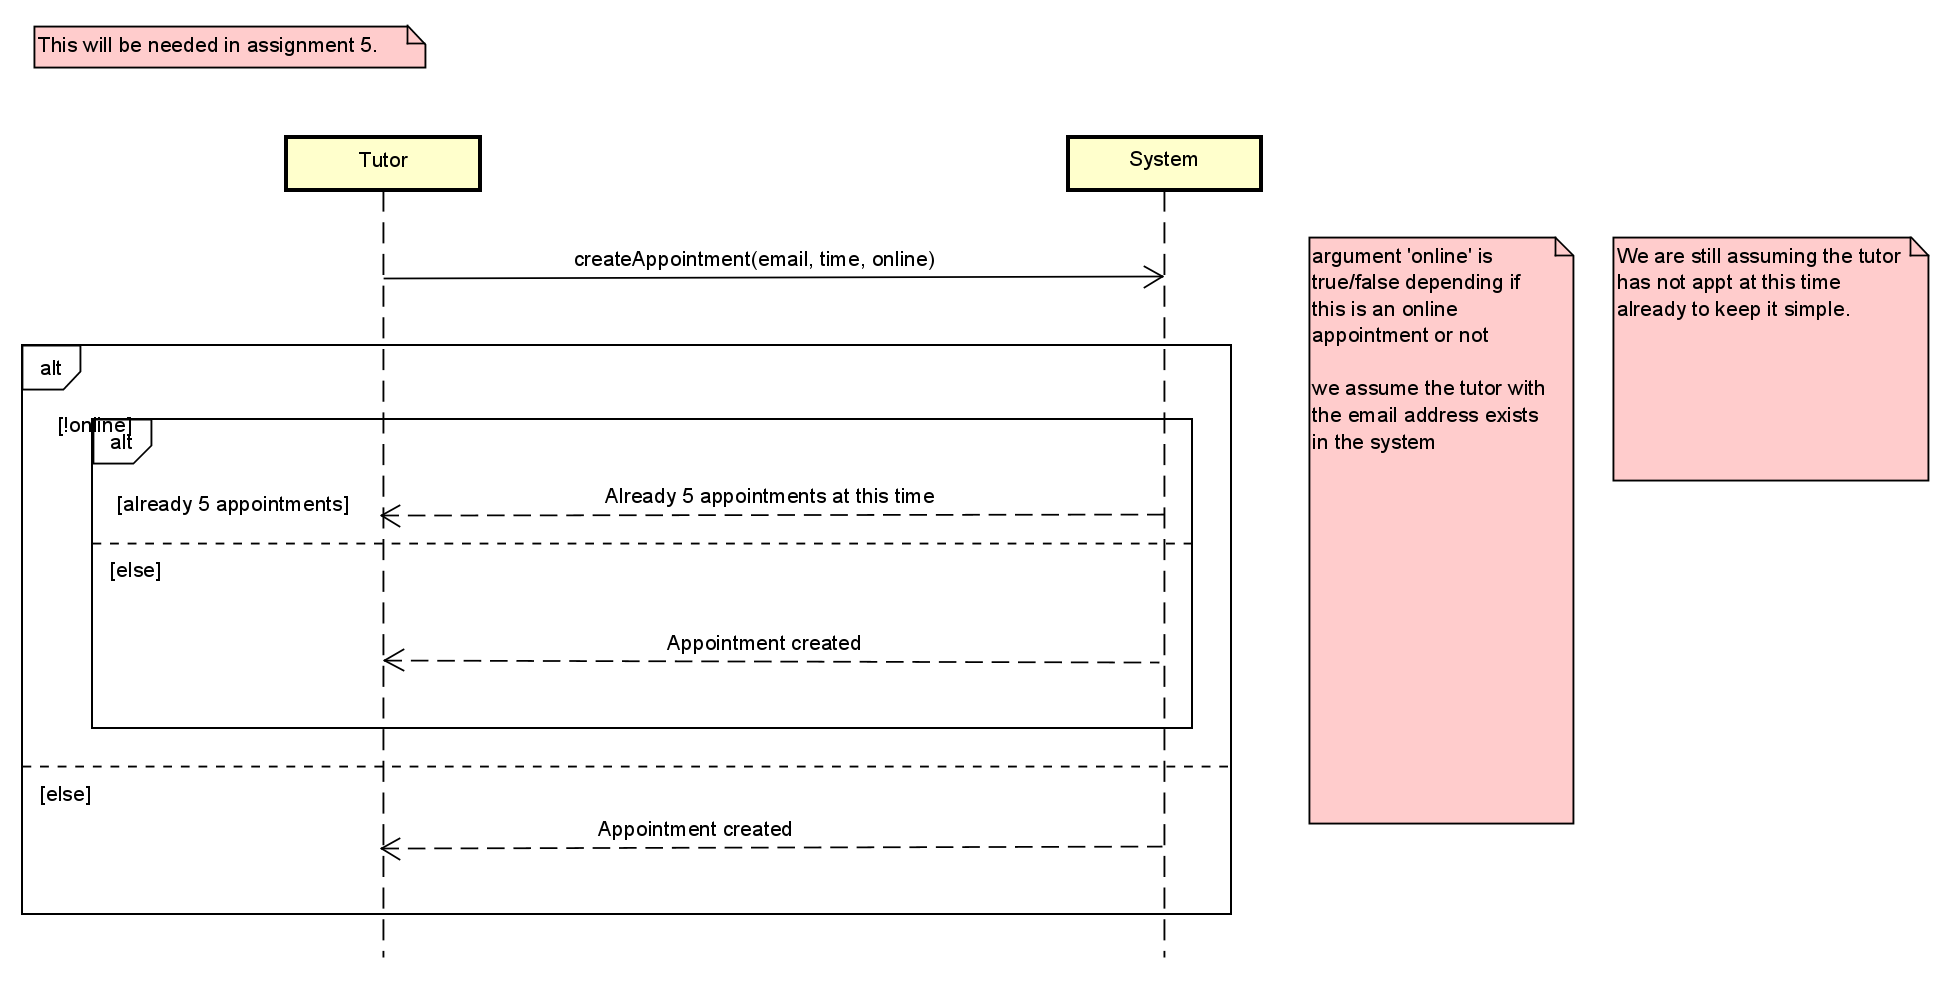 This will be needed in assignment 5.
Tutor
System
createAppointment(email, time, online)
argument 'online' is
true/false depending if
this is an online
appointment or not
we assume the tutor with
the email address exists
in the system
We are still assuming the tutor
has not appt at this time
already to keep it simple.
alt
[!online]
alt
[already 5 appointments]
Already 5 appointments at this time
[else]
Appointment created
[else]
Appointment created